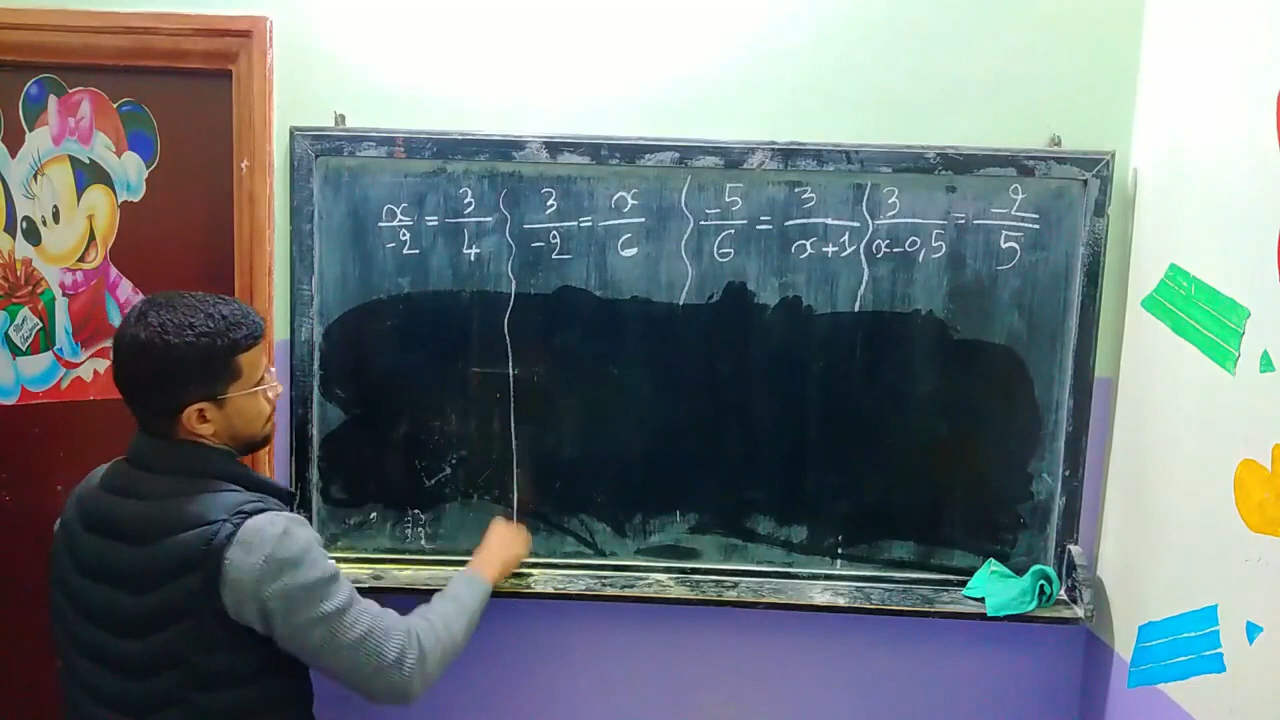 x/-2 = 3/4
3/-2 = x/6
-5/6 = 3/x+1
3/x-0,5 = -2/5